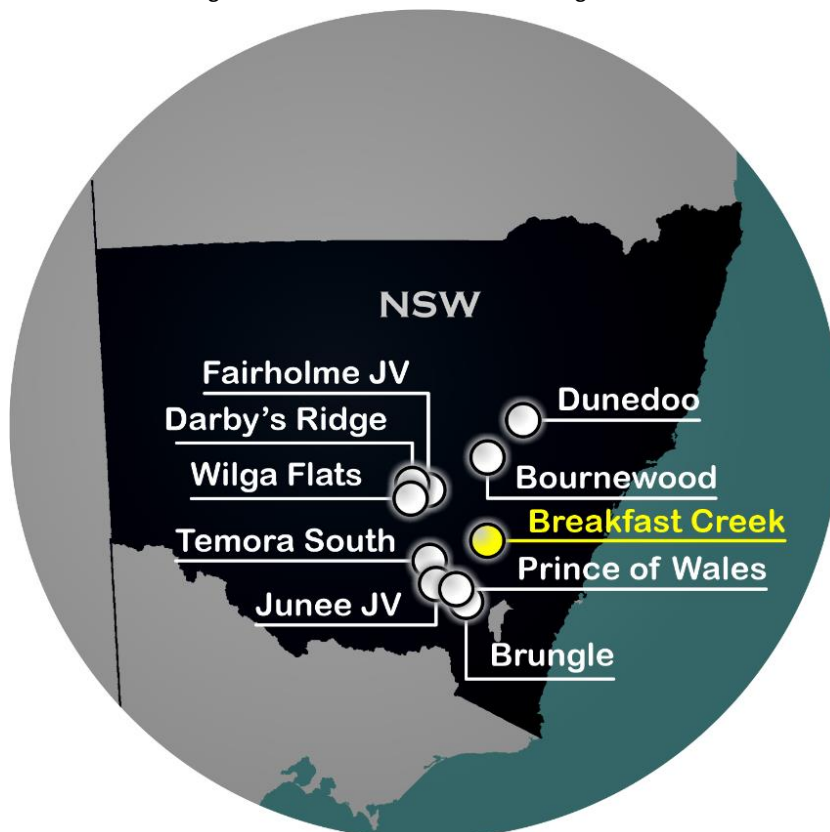 NSW
Fairholme JV
Darby's Ridge
Dunedoo
Wilga Flats
Bournewood
Breakfast Creek
Temora South
Prince of Wales
Junee JV
Brungle